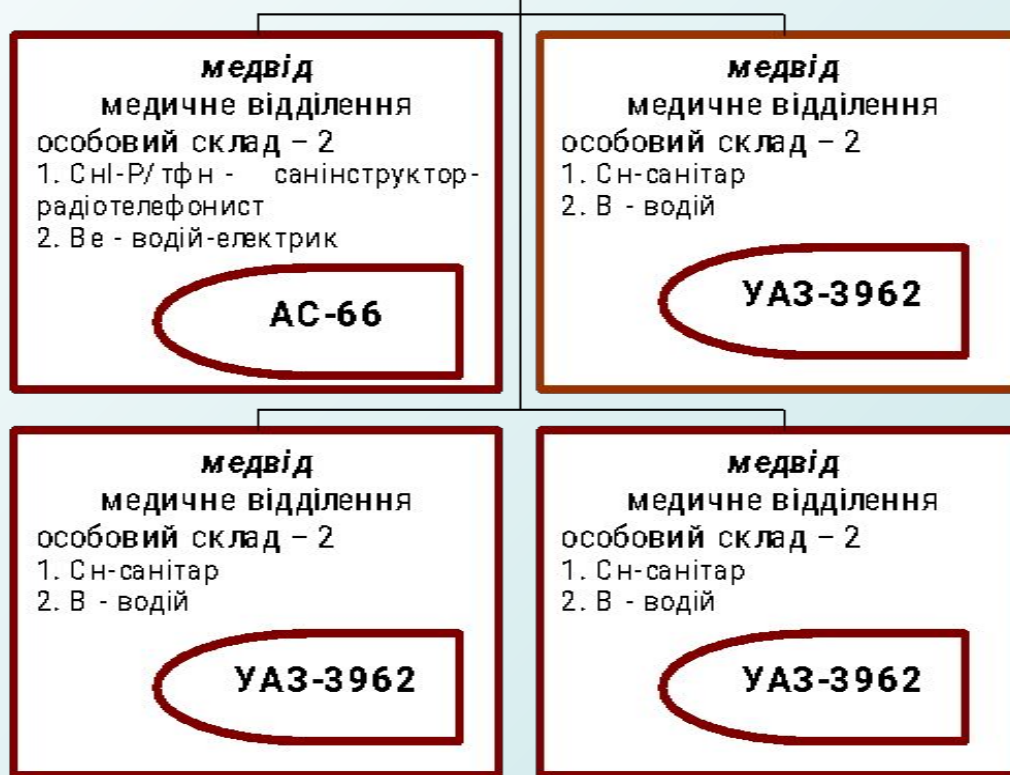 медвід
медичне відділення
особовий склад – 2
1. СнІ-Р/тфн - санінструктор-
радіотелефонист
2. Ве - водій-електрик
АС-66
медвід
медичне відділення
особовий склад – 2
1. Сн-санітар
2. В - водій
УАЗ-3962
медвід
медичне відділення
особовий склад – 2
1. Сн-санітар
2. В - водій
УАЗ-3962
медвід
медичне відділення
особовий склад – 2
1. Сн-санітар
2. В - водій
УАЗ-3962